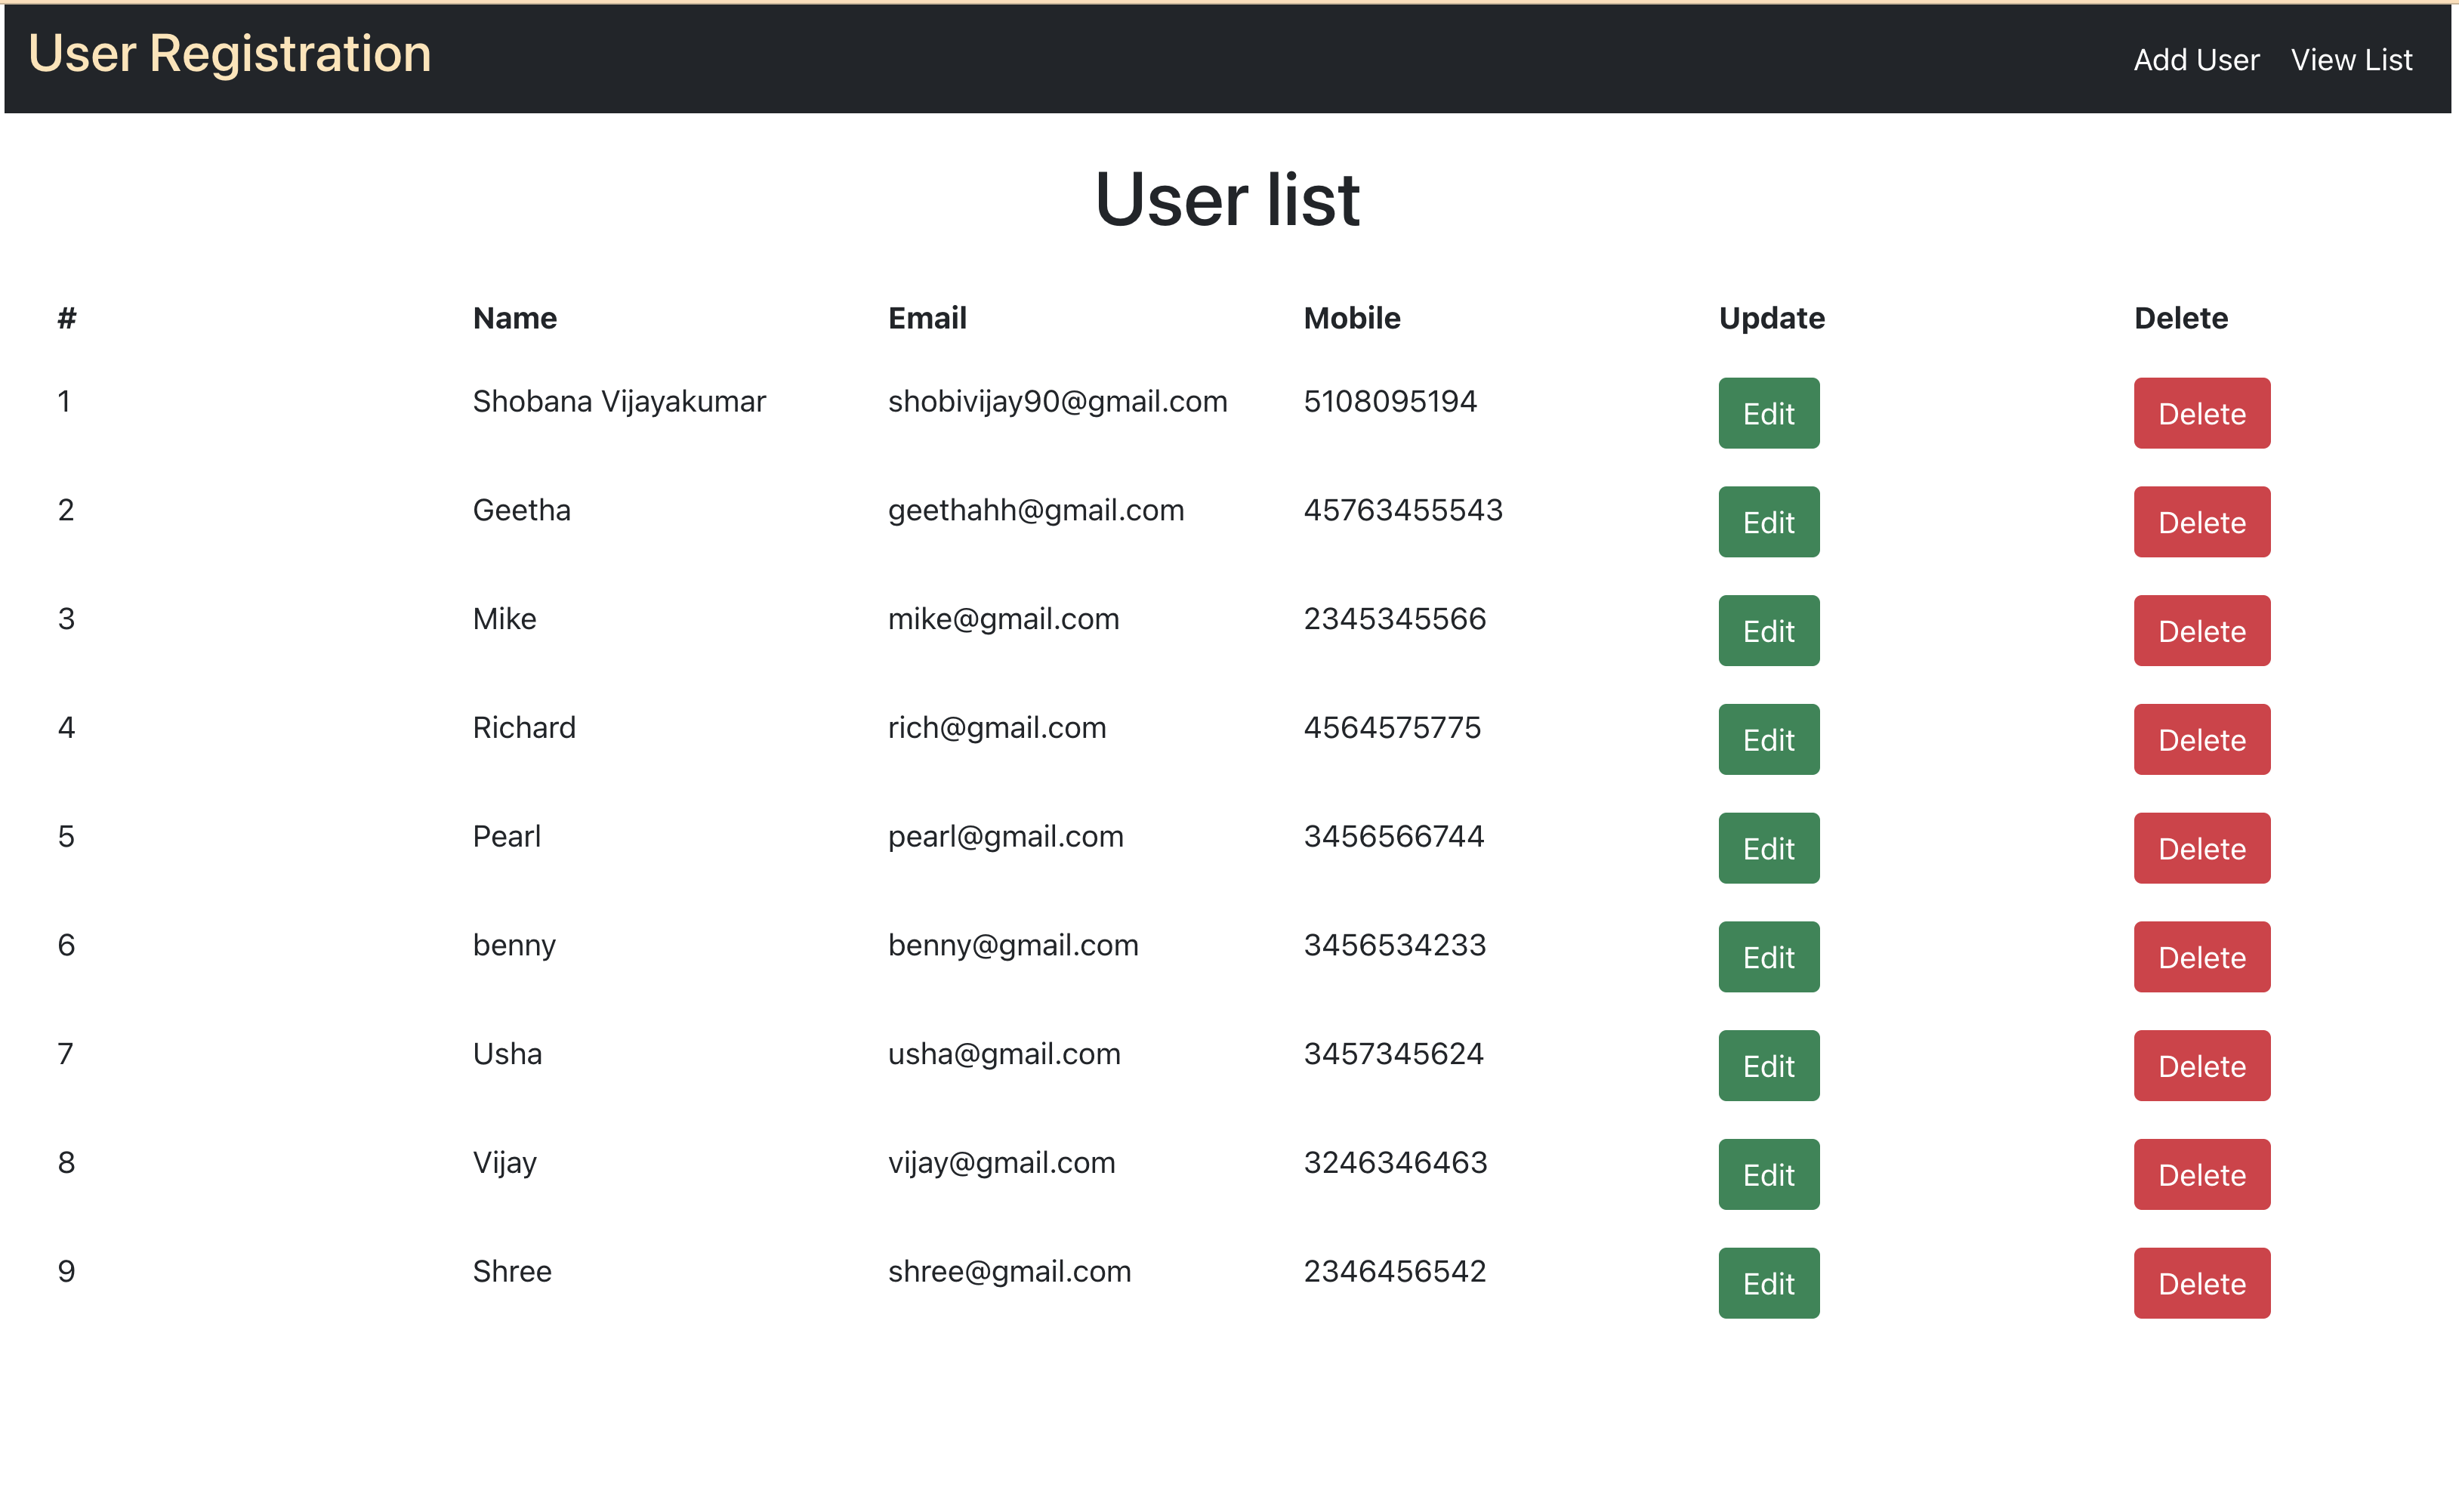 User Registration Add User View List
User list
# Name Email Mobile Update Delete
1 Shobana Vijayakumar shobivijay90@gmail.com 5108095194 Edit Delete
2 Geetha geethahh@gmail.com 45763455543 Edit Delete
3 Mike mike@gmail.com 2345345566 Edit Delete
4 Richard rich@gmail.com 4564575775 Edit Delete
5 Pearl pearl@gmail.com 3456566744 Edit Delete
6 benny benny@gmail.com 3456534233 Edit Delete
7 Usha usha@gmail.com 3457345624 Edit Delete
8 Vijay vijay@gmail.com 3246346463 Edit Delete
9 Shree shree@gmail.com 2346456542 Edit Delete